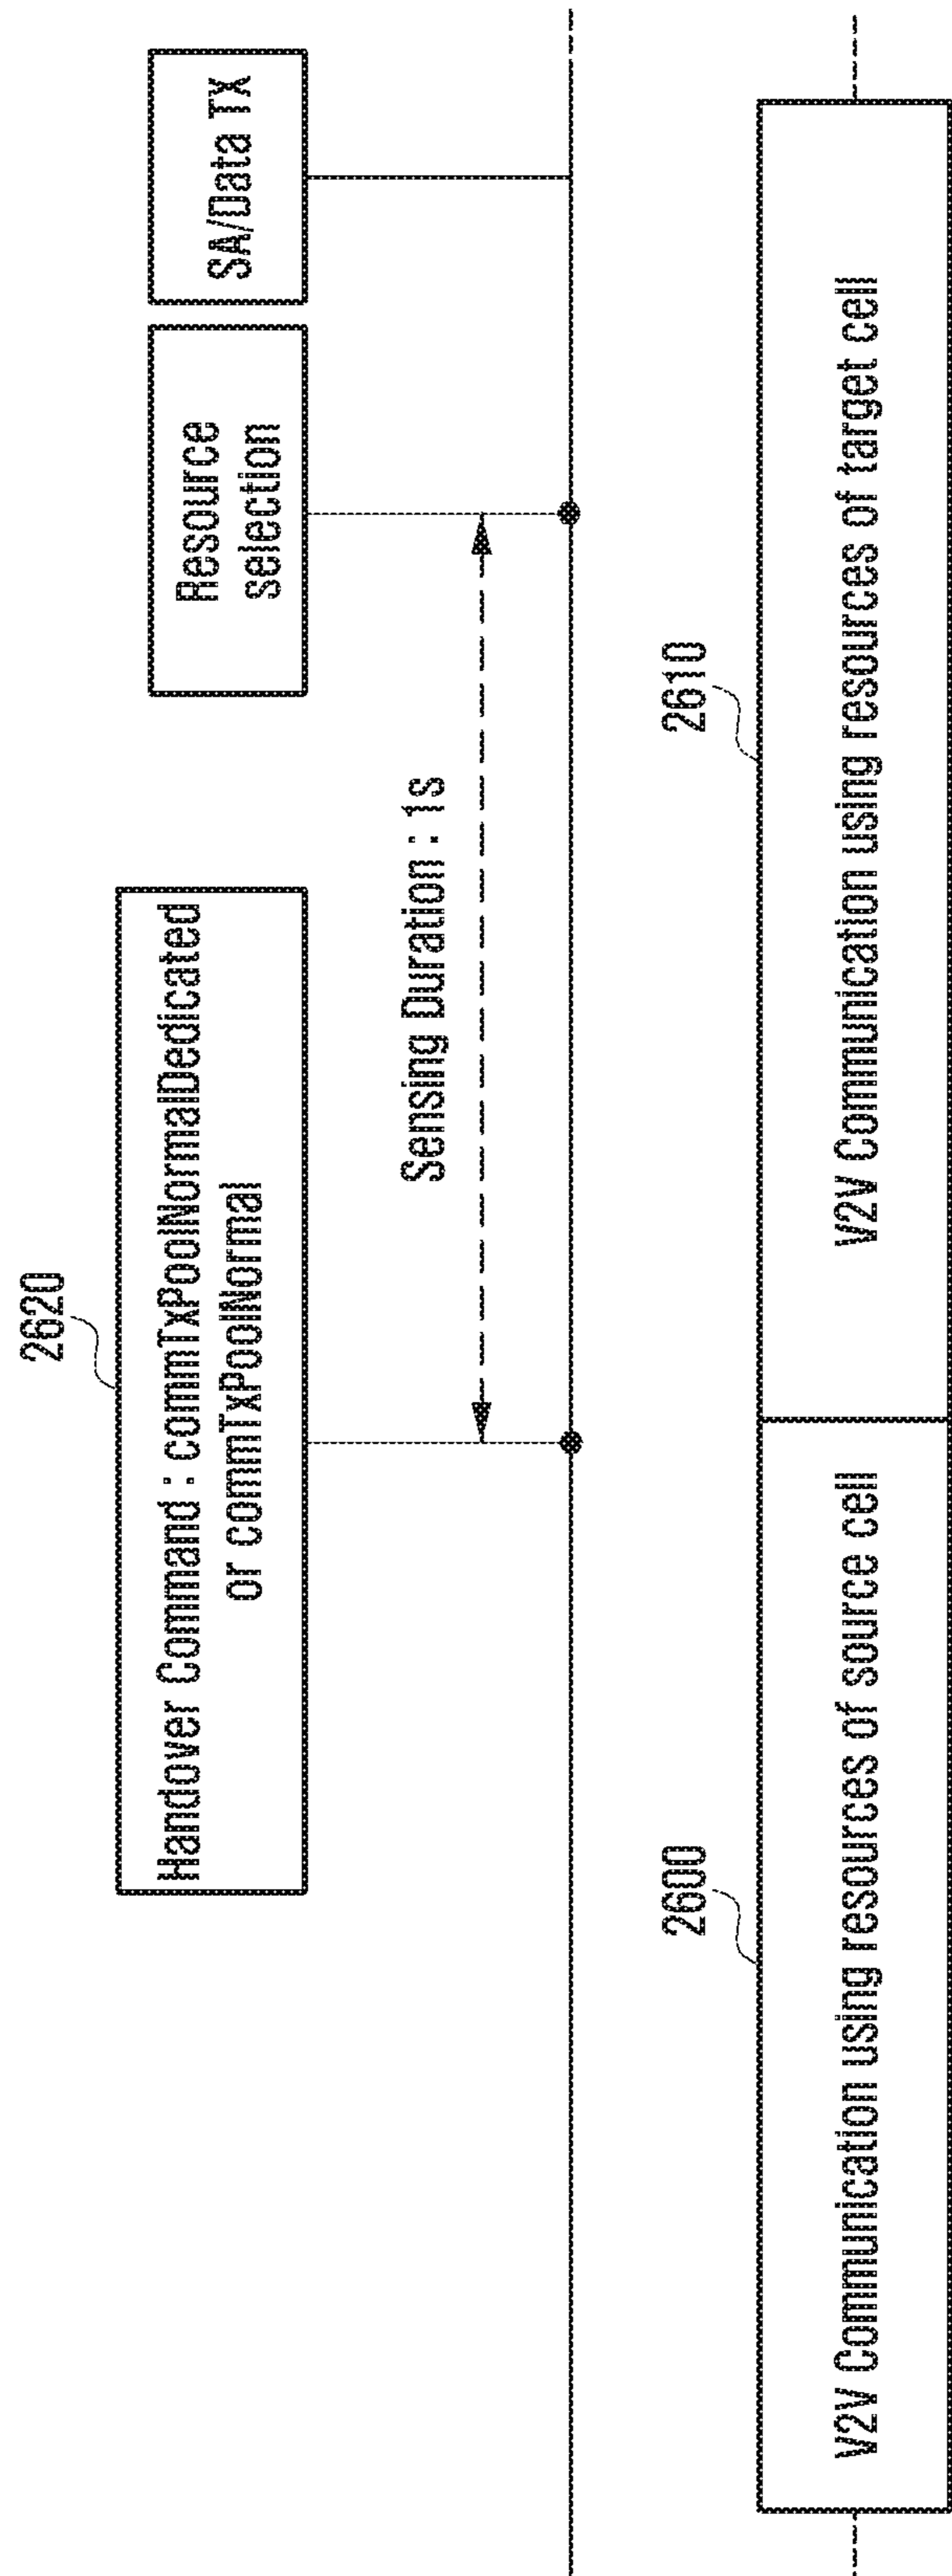 2620
Handover Command : commTxPoolNormalDedicated
or commTxPoolNormal
Resource
selection
SA/Data TX
Sensing Duration : 1s
2600
2610
V2V Communication using resources of source cell
V2V Communication using resources of target cell